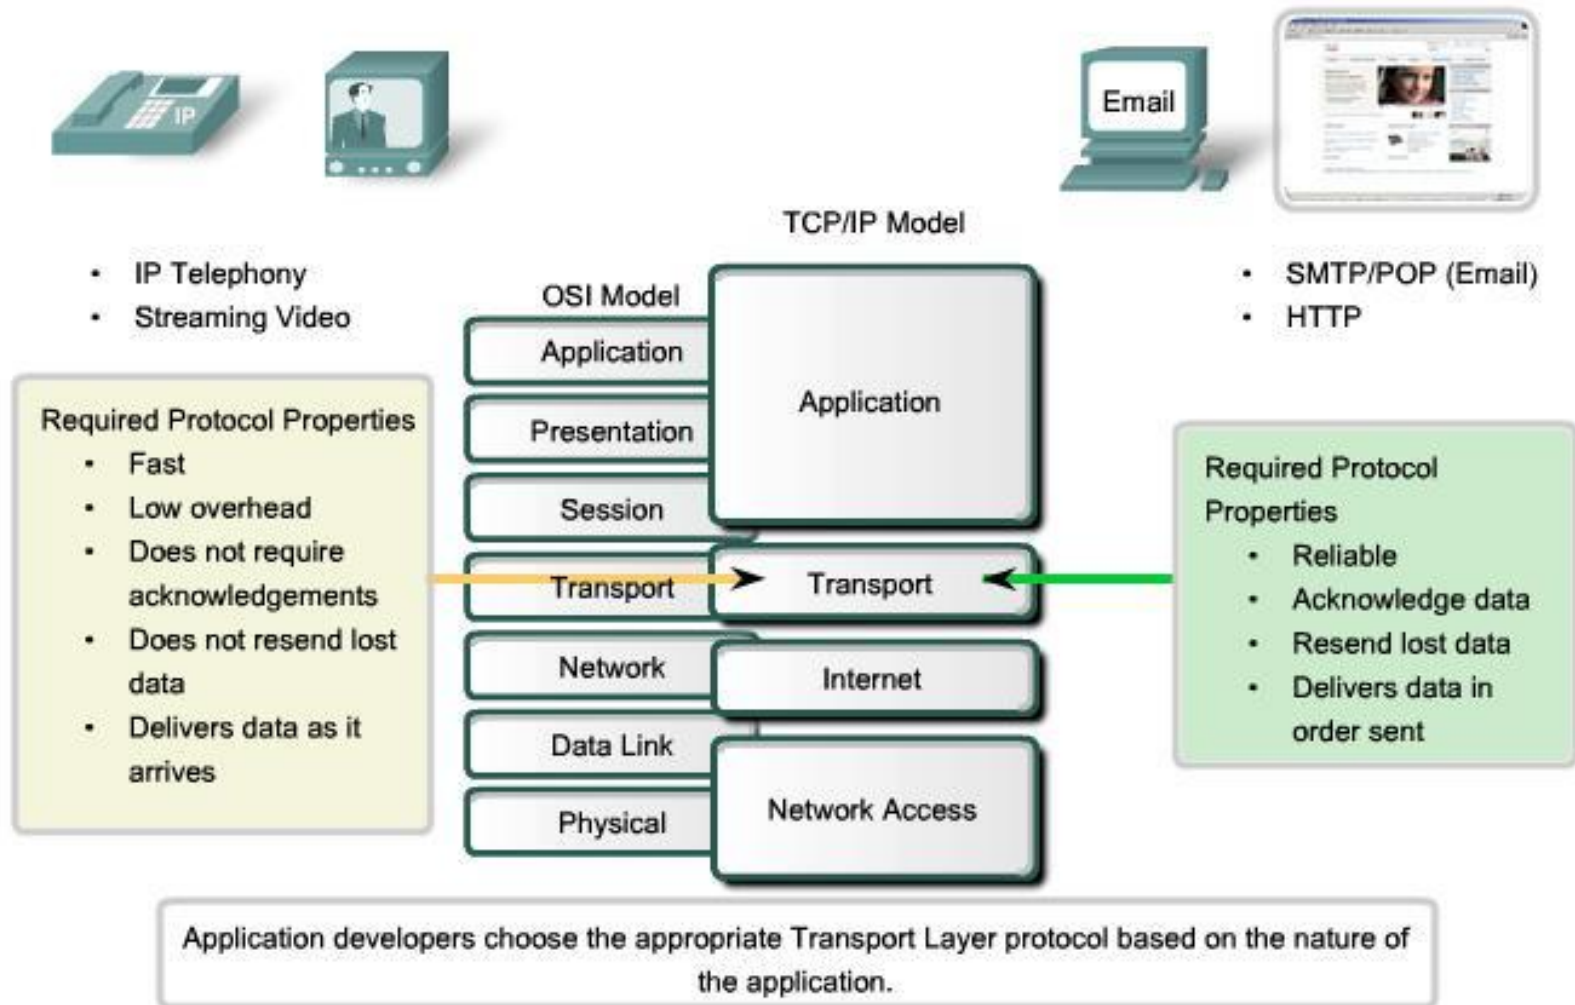 IP
Email
TCP/IP Model
• IP Telephony
• Streaming Video
OSI Model
• SMTP/POP (Email)
• HTTP
Application
Presentation
Session
Transport
Network
Data Link
Physical
Application
Transport
Internet
Network Access
Required Protocol Properties
• Fast
• Low overhead
• Does not require
acknowledgements
• Does not resend lost
data
• Delivers data as it
arrives
Required Protocol
Properties
• Reliable
• Acknowledge data
• Resend lost data
• Delivers data in
order sent
Application developers choose the appropriate Transport Layer protocol based on the nature of
the application.